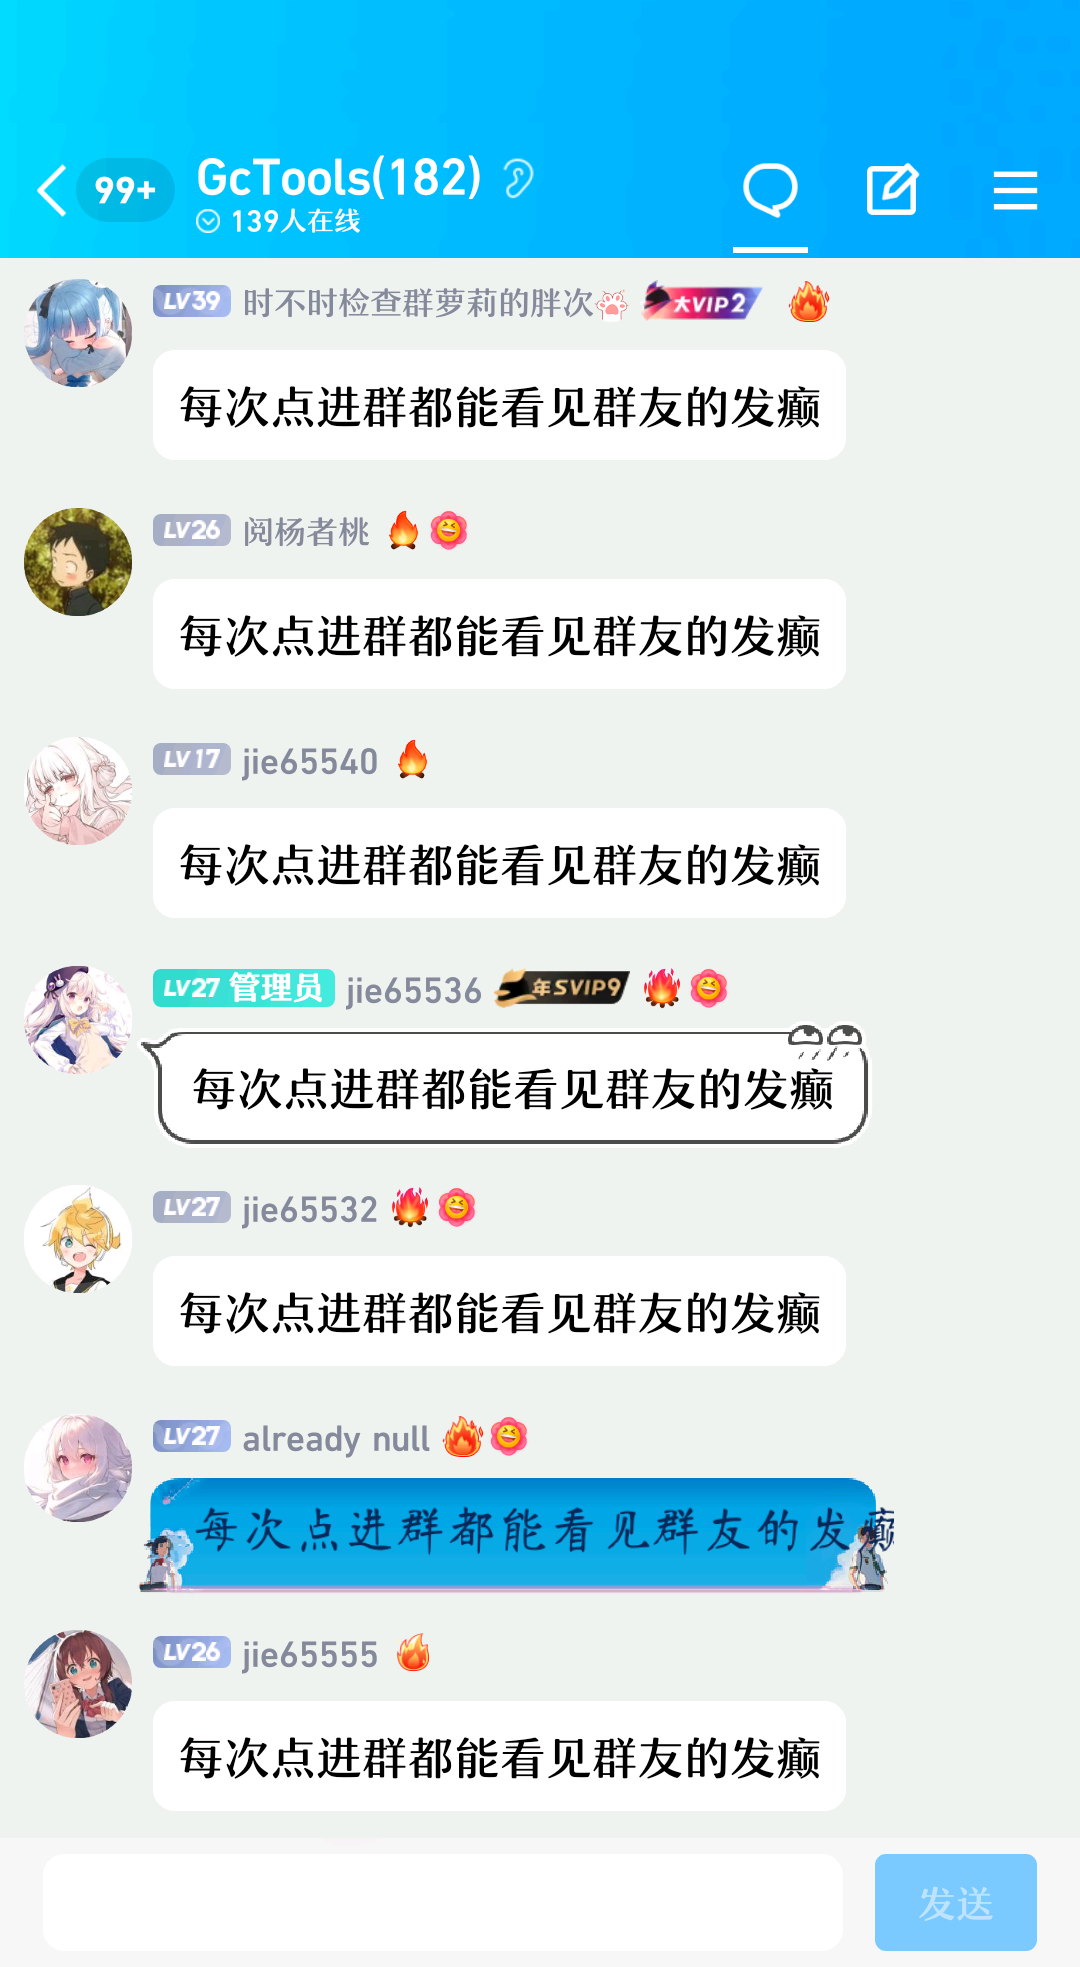 99+
GcTools(182)
139人在线
LV39 时不时检查群萝莉的胖次 大VIP2
每次点进群都能看见群友的发癫
LV26 阅杨者桃
每次点进群都能看见群友的发癫
LV17 jie65540
每次点进群都能看见群友的发癫
LV27 管理员 jie65536 年SVIP9
每次点进群都能看见群友的发癫
LV27 jie65532
每次点进群都能看见群友的发癫
LV27 already null
每次点进群都能看见群友的发癫
LV26 jie65555
每次点进群都能看见群友的发癫
发送